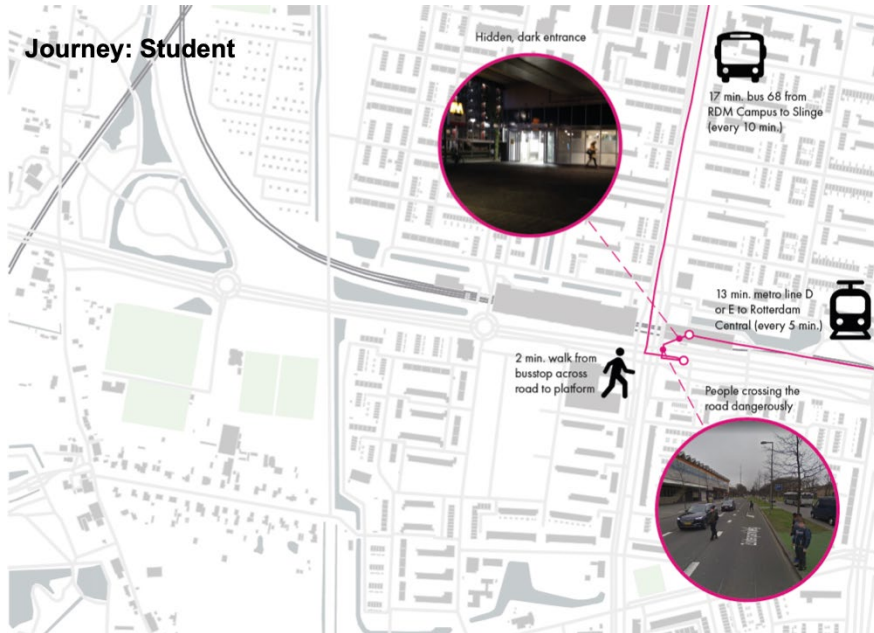 Journey: Student
Hidden, dark entrance
17 min. bus 68 from
RDM Campus to Slinge
(every 10 min.)
13 min. metro line D
or E to Rotterdam
Central (every 5 min.)
2 min. walk from
busstop across
road to platform
People crossing the
road dangerously